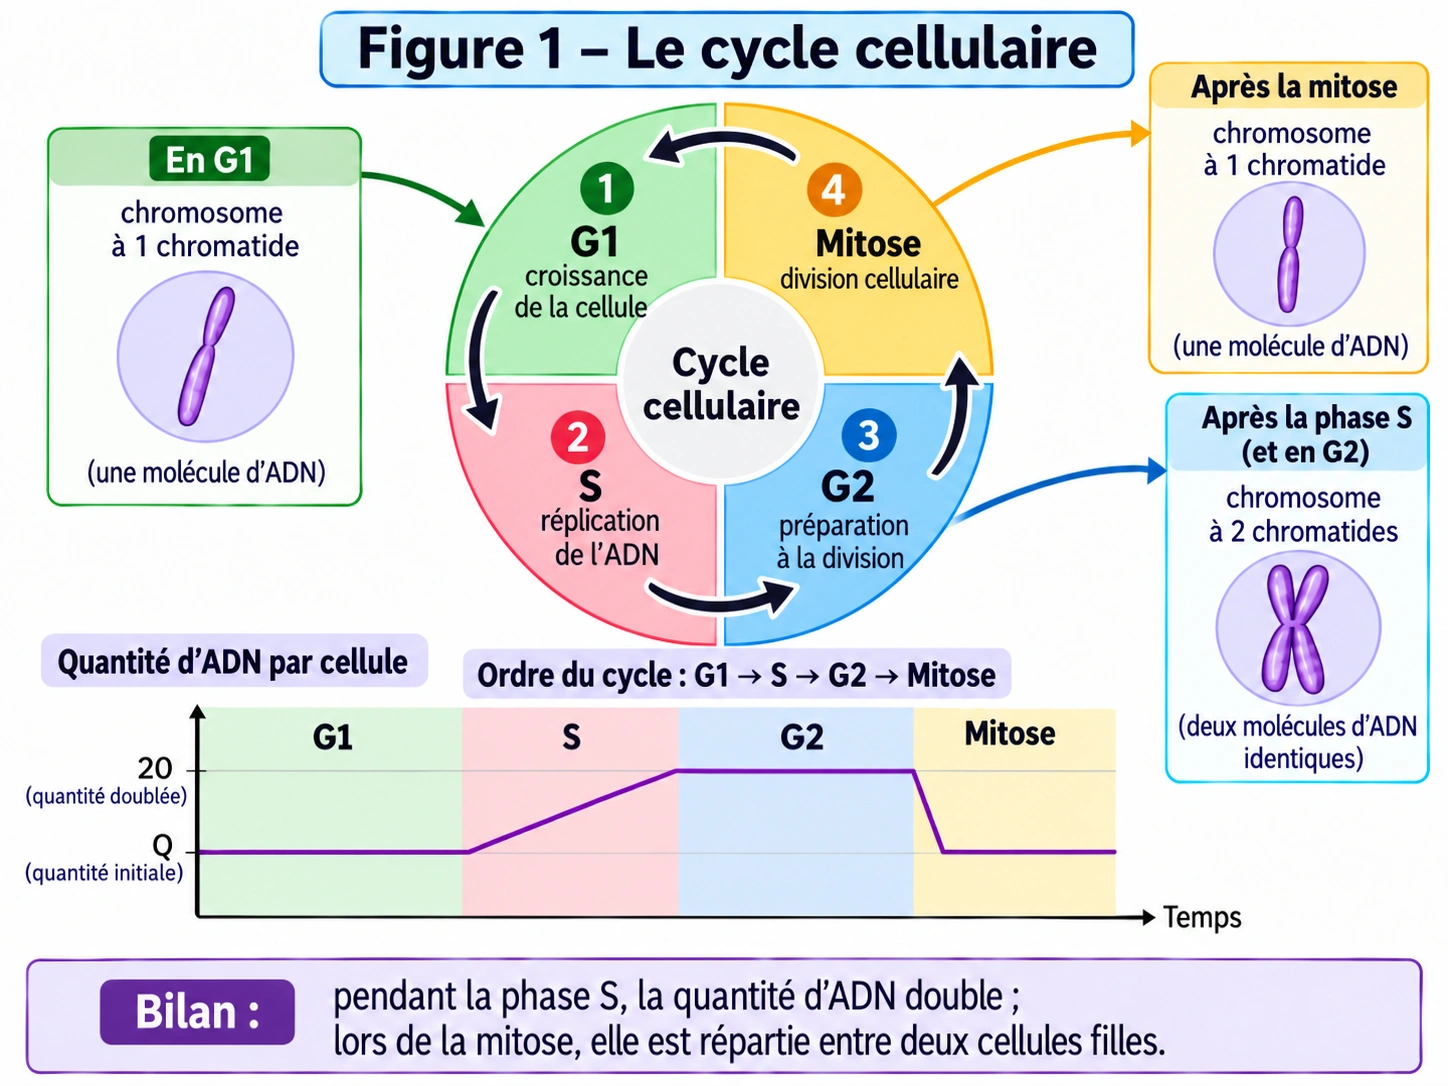 Figure 1 – Le cycle cellulaire
En G1
chromosome
à 1 chromatide
(une molécule d'ADN)
1
G1
croissance
de la cellule
4
Mitose
division cellulaire
Cycle
cellulaire
2
S
réplication
de l'ADN
3
G2
préparation
à la division
Après la mitose
chromosome
à 1 chromatide
(une molécule d'ADN)
Après la phase S
(et en G2)
chromosome
à 2 chromatides
(deux molécules d'ADN
identiques)
Quantité d'ADN par cellule
Ordre du cycle : G1 → S → G2 → Mitose
G1
S
G2
Mitose
20
(quantité doublée)
Q
(quantité initiale)
Temps
Bilan :
pendant la phase S, la quantité d'ADN double ;
lors de la mitose, elle est répartie entre deux cellules filles.